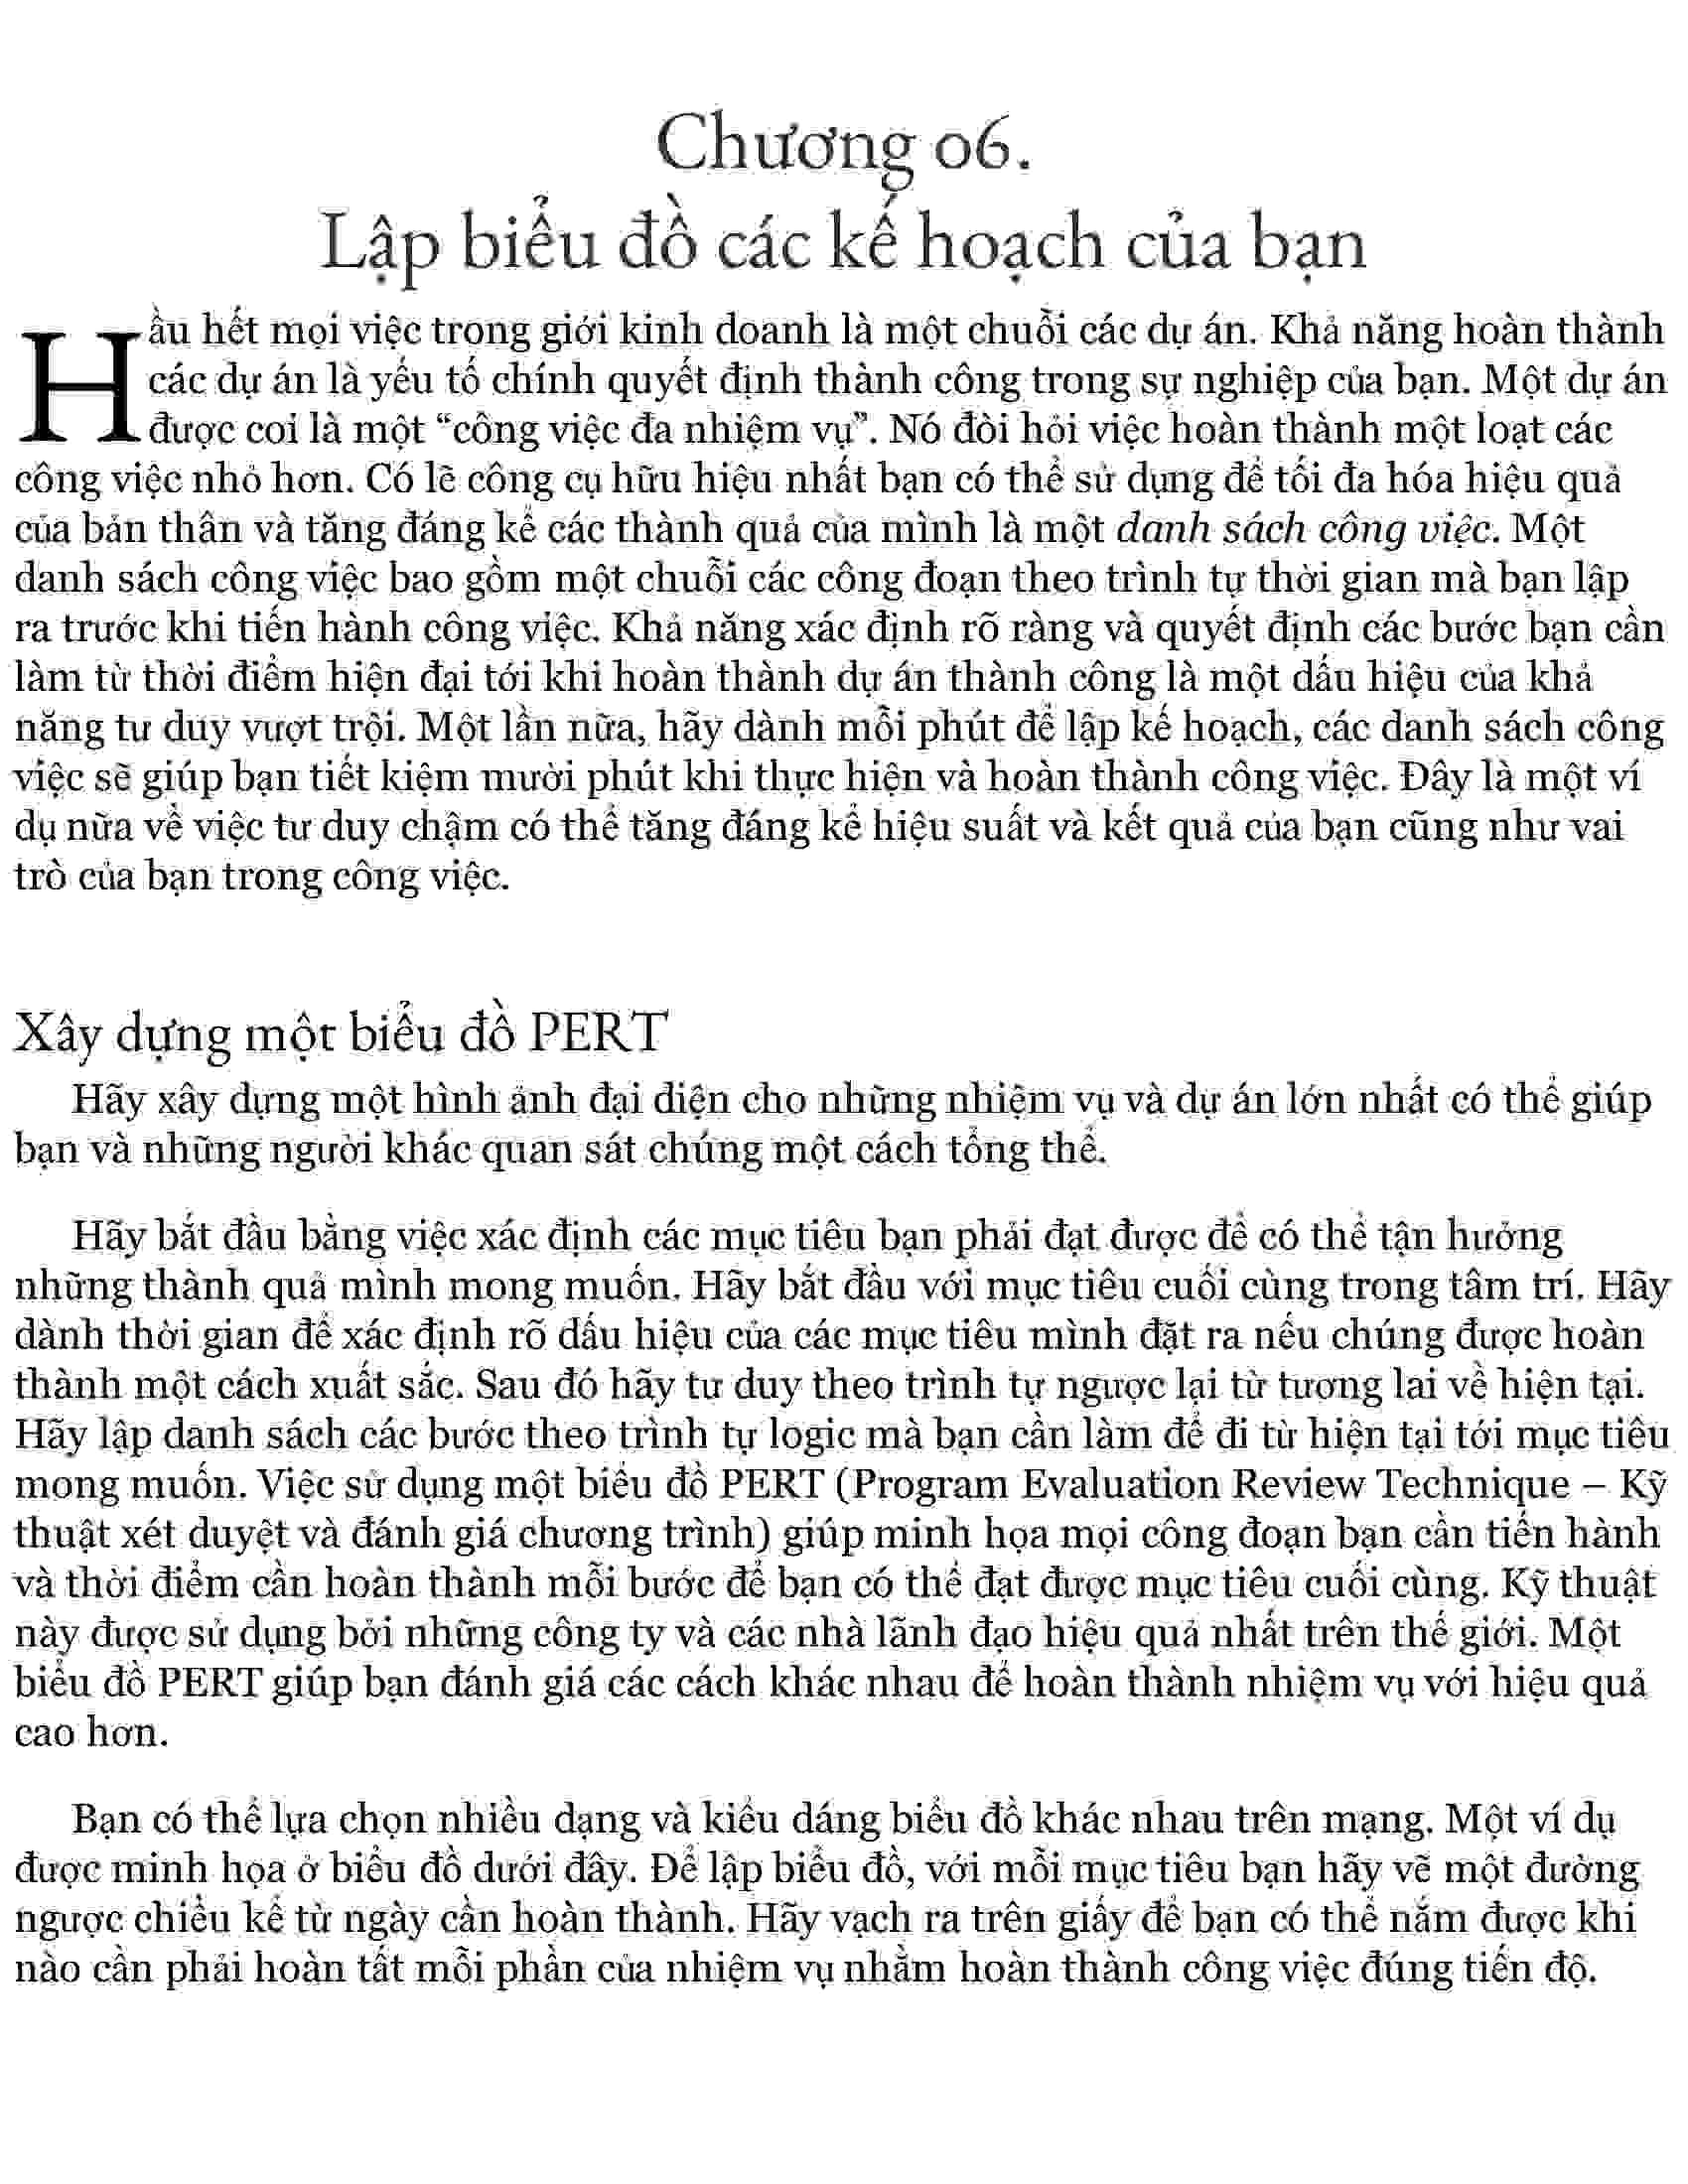 Chương 06.
Lập biểu đồ các kế hoạch của bạn
Hầu hết mọi việc trong giới kinh doanh là một chuỗi các dự án. Khả năng hoàn thành
các dự án là yếu tố chính quyết định thành công trong sự nghiệp của bạn. Một dự án
được coi là một “công việc đa nhiệm vụ”. Nó đòi hỏi việc hoàn thành một loạt các
công việc nhỏ hơn. Có lẽ công cụ hữu hiệu nhất bạn có thể sử dụng để tối đa hóa hiệu quả
của bản thân và tăng đáng kể các thành quả của mình là một danh sách công việc. Một
danh sách công việc bao gồm một chuỗi các công đoạn theo trình tự thời gian mà bạn lập
ra trước khi tiến hành công việc. Khả năng xác định rõ ràng và quyết định các bước bạn cần
làm từ thời điểm hiện đại tới khi hoàn thành dự án thành công là một dấu hiệu của khả
năng tư duy vượt trội. Một lần nữa, hãy dành mỗi phút để lập kế hoạch, các danh sách công
việc sẽ giúp bạn tiết kiệm mười phút khi thực hiện và hoàn thành công việc. Đây là một ví
dụ nữa về việc tư duy chậm có thể tăng đáng kể hiệu suất và kết quả của bạn cũng như vai
trò của bạn trong công việc.
Xây dựng một biểu đồ PERT
Hãy xây dựng một hình ảnh đại diện cho những nhiệm vụ và dự án lớn nhất có thể giúp
bạn và những người khác quan sát chúng một cách tổng thể.
Hãy bắt đầu bằng việc xác định các mục tiêu bạn phải đạt được để có thể tận hưởng
những thành quả mình mong muốn. Hãy bắt đầu với mục tiêu cuối cùng trong tâm trí. Hãy
dành thời gian để xác định rõ dấu hiệu của các mục tiêu mình đặt ra nếu chúng được hoàn
thành một cách xuất sắc. Sau đó hãy tư duy theo trình tự ngược lại từ tương lai về hiện tại.
Hãy lập danh sách các bước theo trình tự logic mà bạn cần làm để đi từ hiện tại tới mục tiêu
mong muốn. Việc sử dụng một biểu đồ PERT (Program Evaluation Review Technique – Kỹ
thuật xét duyệt và đánh giá chương trình) giúp minh họa mọi công đoạn bạn cần tiến hành
và thời điểm cần hoàn thành mỗi bước để bạn có thể đạt được mục tiêu cuối cùng. Kỹ thuật
này được sử dụng bởi những công ty và các nhà lãnh đạo hiệu quả nhất trên thế giới. Một
biểu đồ PERT giúp bạn đánh giá các cách khác nhau để hoàn thành nhiệm vụ với hiệu quả
cao hơn.
Bạn có thể lựa chọn nhiều dạng và kiểu dáng biểu đồ khác nhau trên mạng. Một ví dụ
được minh họa ở biểu đồ dưới đây. Để lập biểu đồ, với mỗi mục tiêu bạn hãy vẽ một đường
ngược chiều kể từ ngày cần hoàn thành. Hãy vạch ra trên giấy để bạn có thể nắm được khi
nào cần phải hoàn tất mỗi phần của nhiệm vụ nhằm hoàn thành công việc đúng tiến độ.